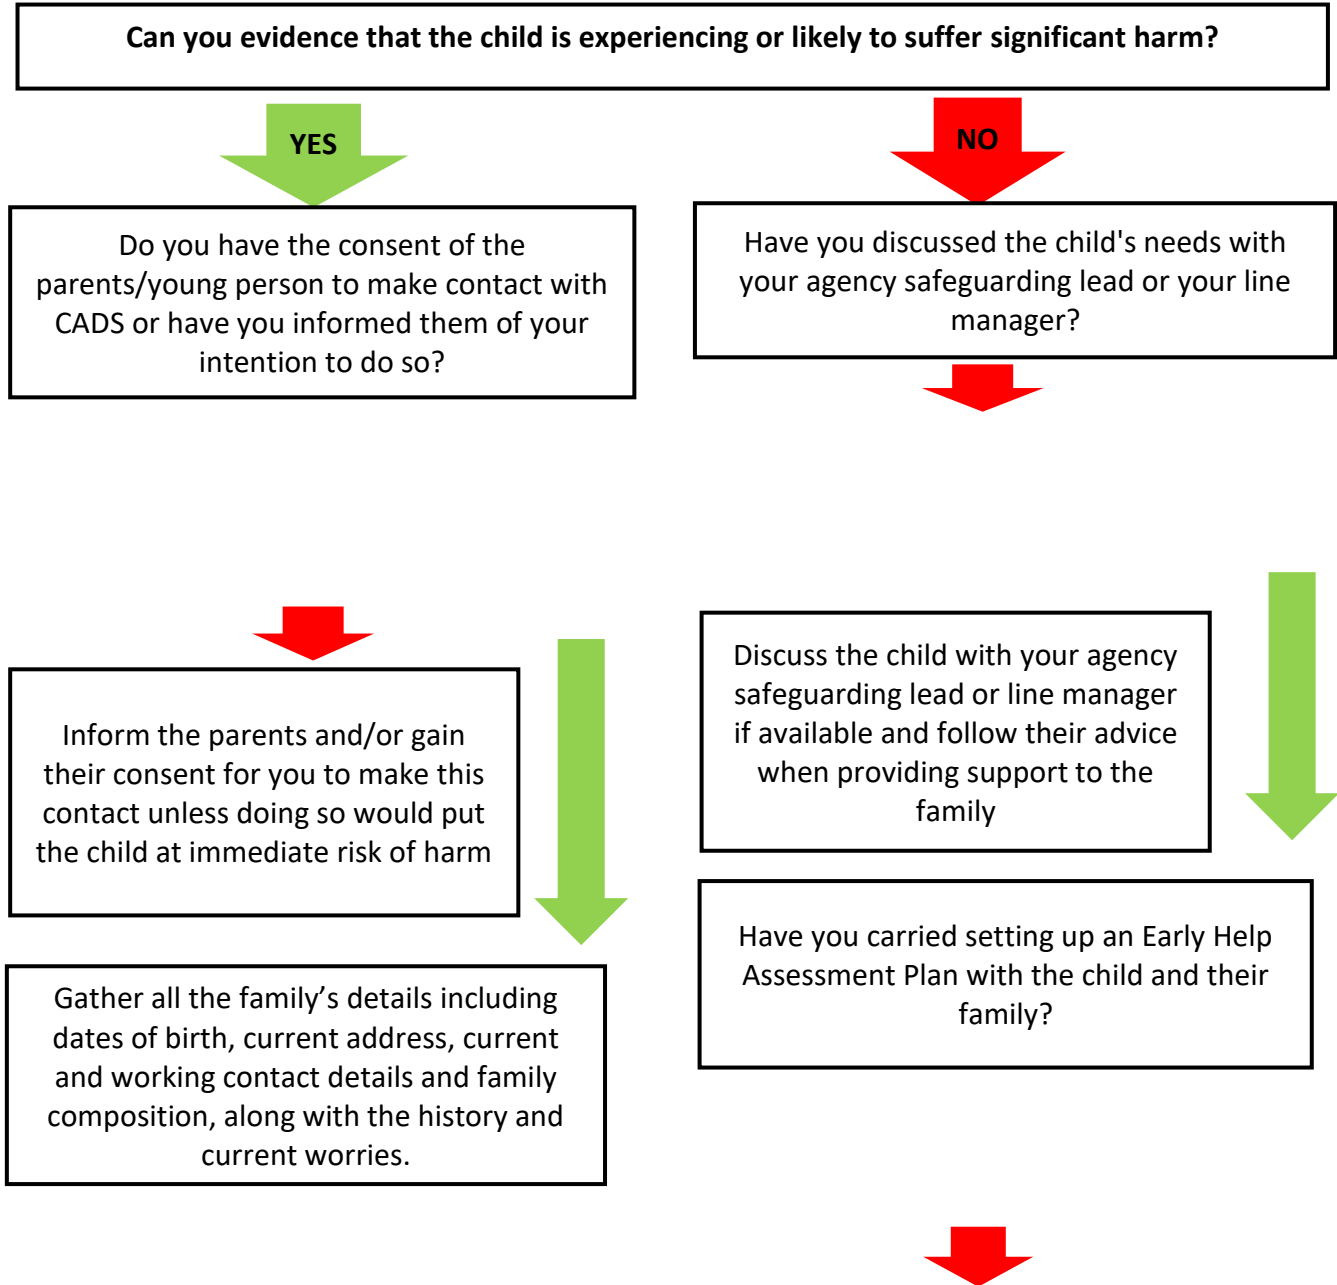 Can you evidence that the child is experiencing or likely to suffer significant harm?
YES
NO
Do you have the consent of the
parents/young person to make contact with
CADS or have you informed them of your
intention to do so?
Have you discussed the child's needs with
your agency safeguarding lead or your line
manager?
Inform the parents and/or gain
their consent for you to make this
contact unless doing so would put
the child at immediate risk of harm
Discuss the child with your agency
safeguarding lead or line manager
if available and follow their advice
when providing support to the
family
Gather all the family’s details including
dates of birth, current address, current
and working contact details and family
composition, along with the history and
current worries.
Have you carried setting up an Early Help
Assessment Plan with the child and their
family?